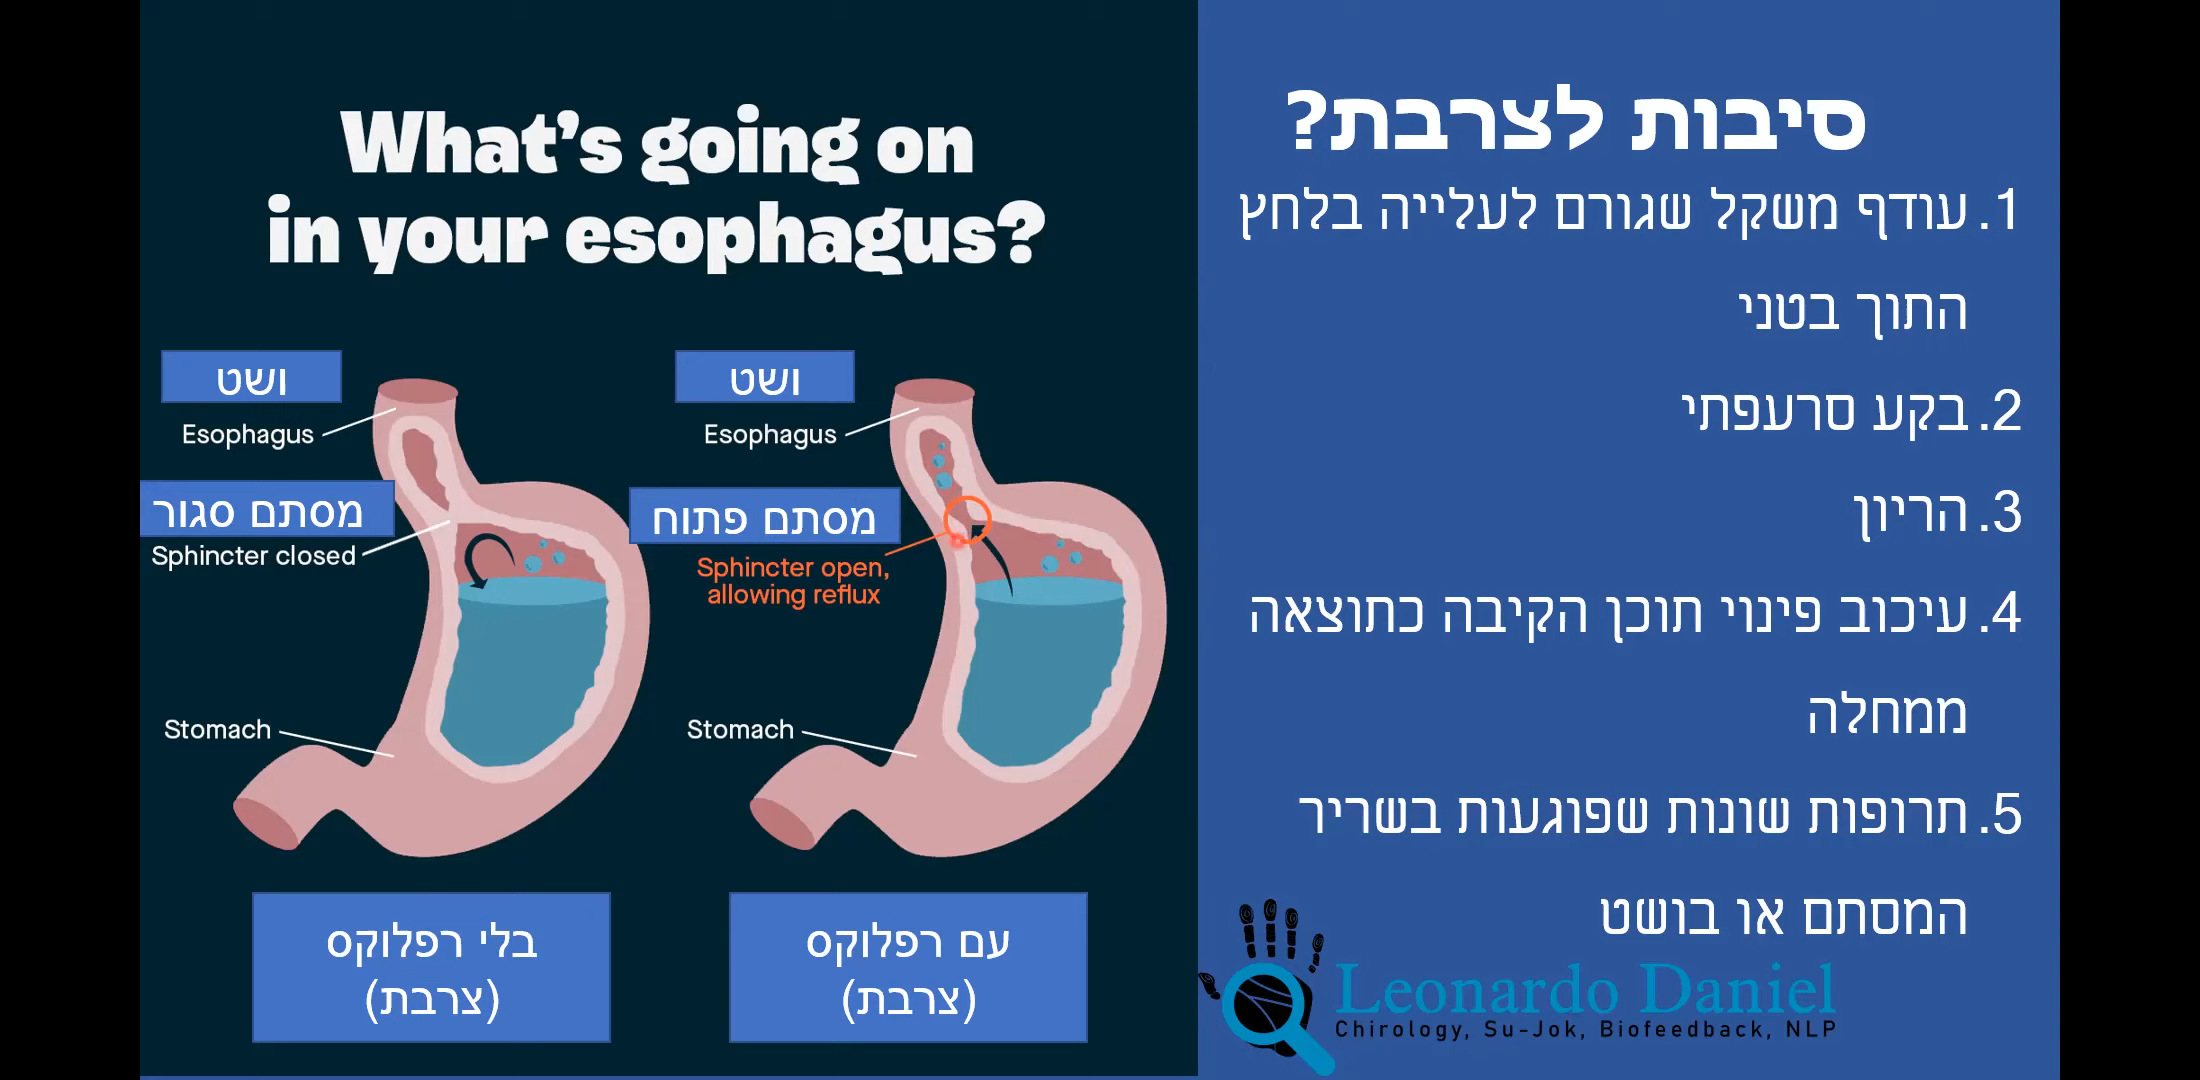 What's going on
in your esophagus?
ושט
Esophagus
מסתם סגור
Sphincter closed
Stomach
בלי רפלוקס
(צרבת)
ושט
Esophagus
מסתם פתוח
Sphincter open,
allowing reflux
Stomach
עם רפלוקס
(צרבת)
סיבות לצרבת?
1. עודף משקל שגורם לעלייה בלחץ
התוך בטני
2. בקע סרעפתי
3. הריון
4. עיכוב פינוי תוכן הקיבה כתוצאה
ממחלה
5. תרופות שונות שפוגעות בשריר
המסתם או בושט
Leonardo Daniel
Chirology, Su-Jok, Biofeedback, NLP